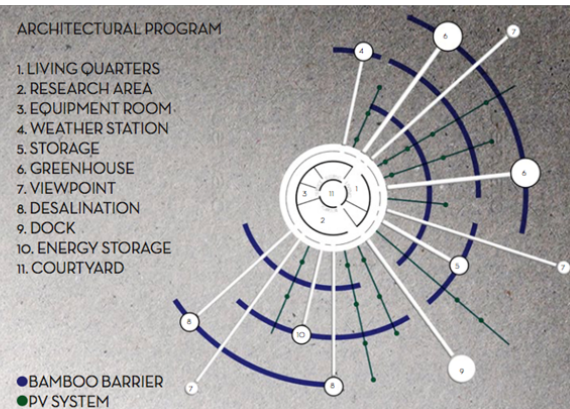 ARCHITECTURAL PROGRAM
1. LIVING QUARTERS
2. RESEARCH AREA
3. EQUIPMENT ROOM
4. WEATHER STATION
5. STORAGE
6. GREENHOUSE
7. VIEWPOINT
8. DESALINATION
9. DOCK
10. ENERGY STORAGE
11. COURTYARD
BAMBOO BARRIER
PV SYSTEM
7
6
4
3
11
1
2
6
7
5
8
10
9
7
8